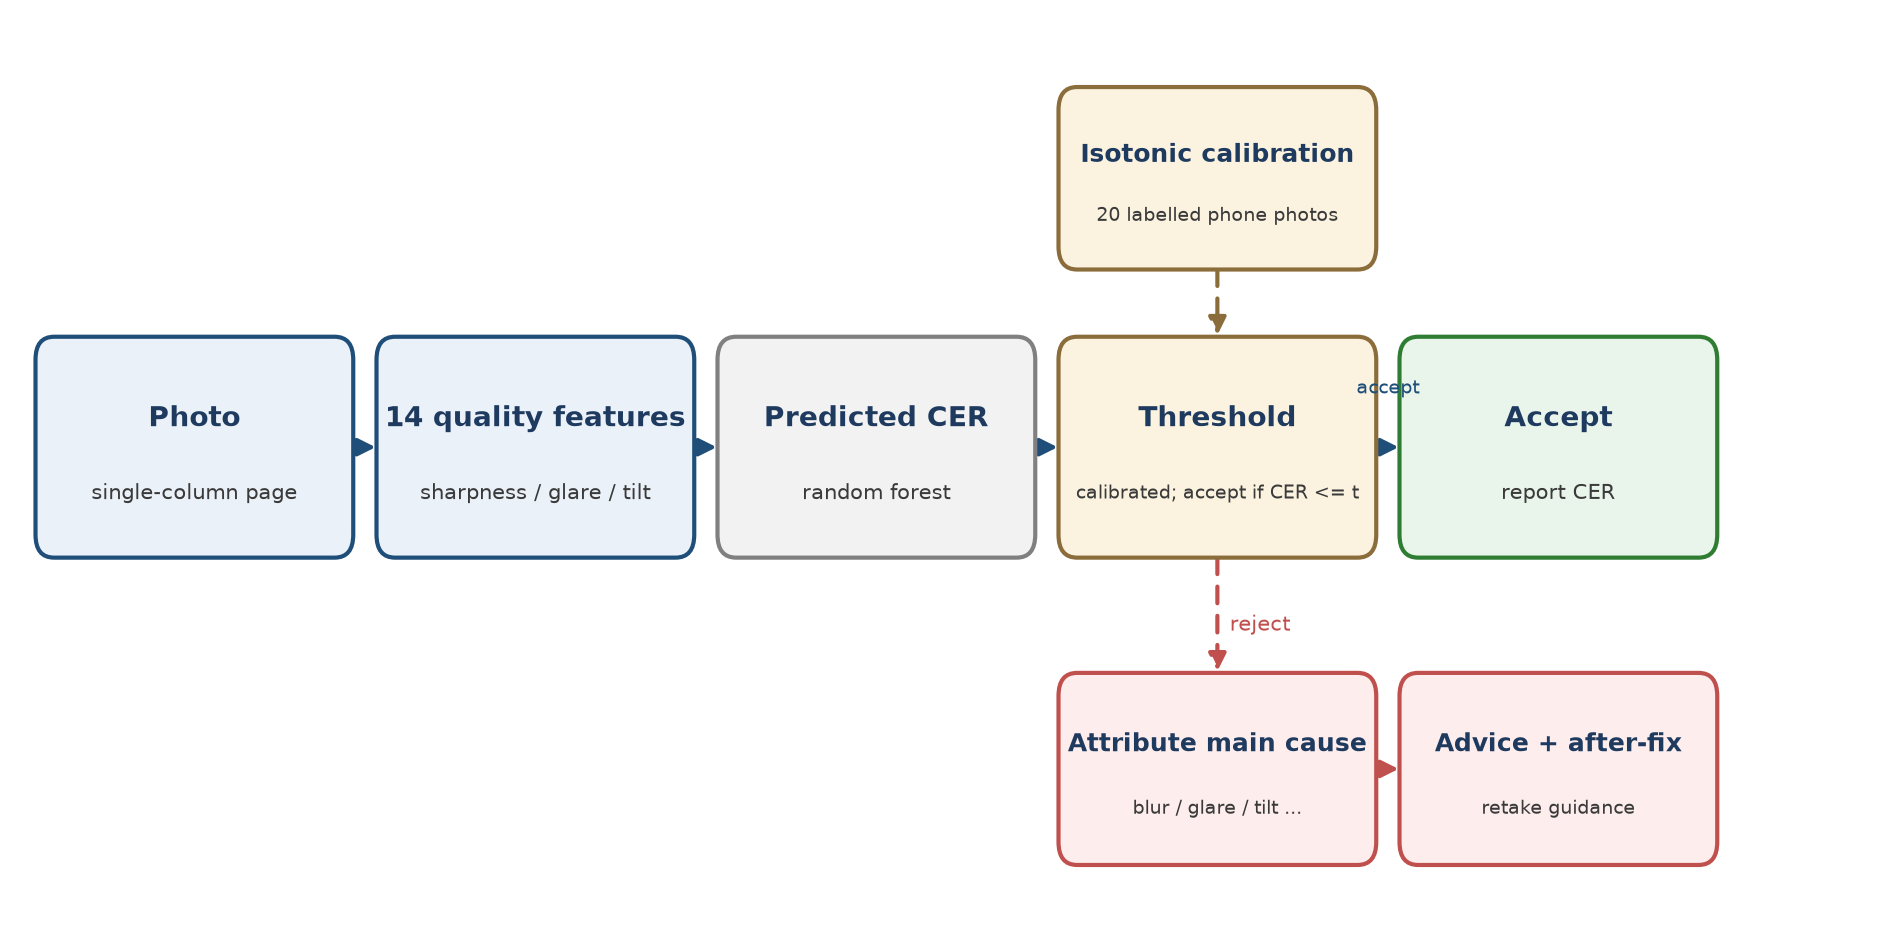 Isotonic calibration
20 labelled phone photos
Photo
single-column page
14 quality features
sharpness / glare / tilt
Predicted CER
random forest
Threshold
calibrated; accept if CER <= t
accept
Accept
report CER
reject
Attribute main cause
blur / glare / tilt ...
Advice + after-fix
retake guidance